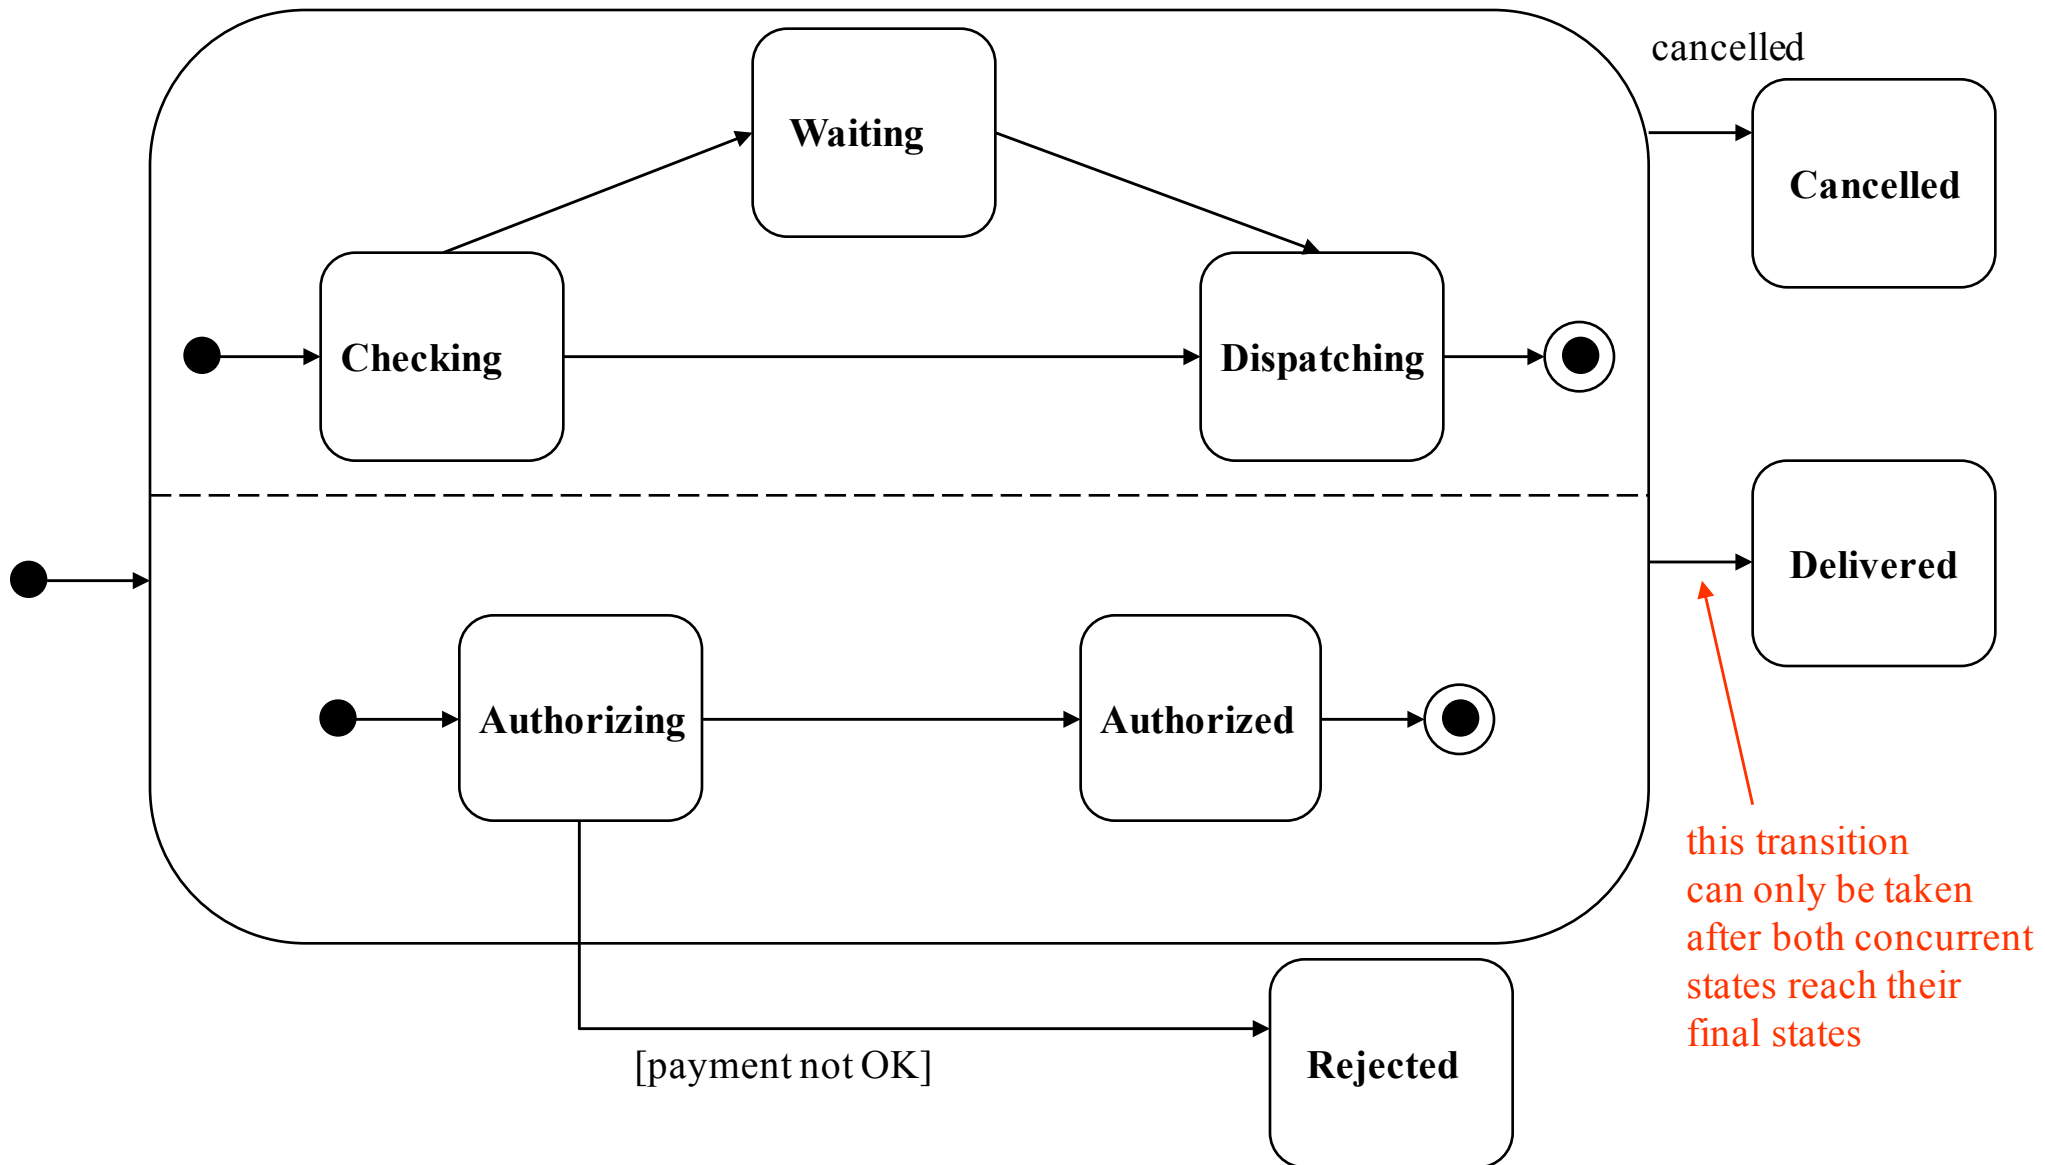 cancelled
Waiting
Cancelled
Checking
Dispatching
Delivered
Authorizing
Authorized
this transition
can only be taken
after both concurrent
states reach their
final states
[payment not OK]
Rejected